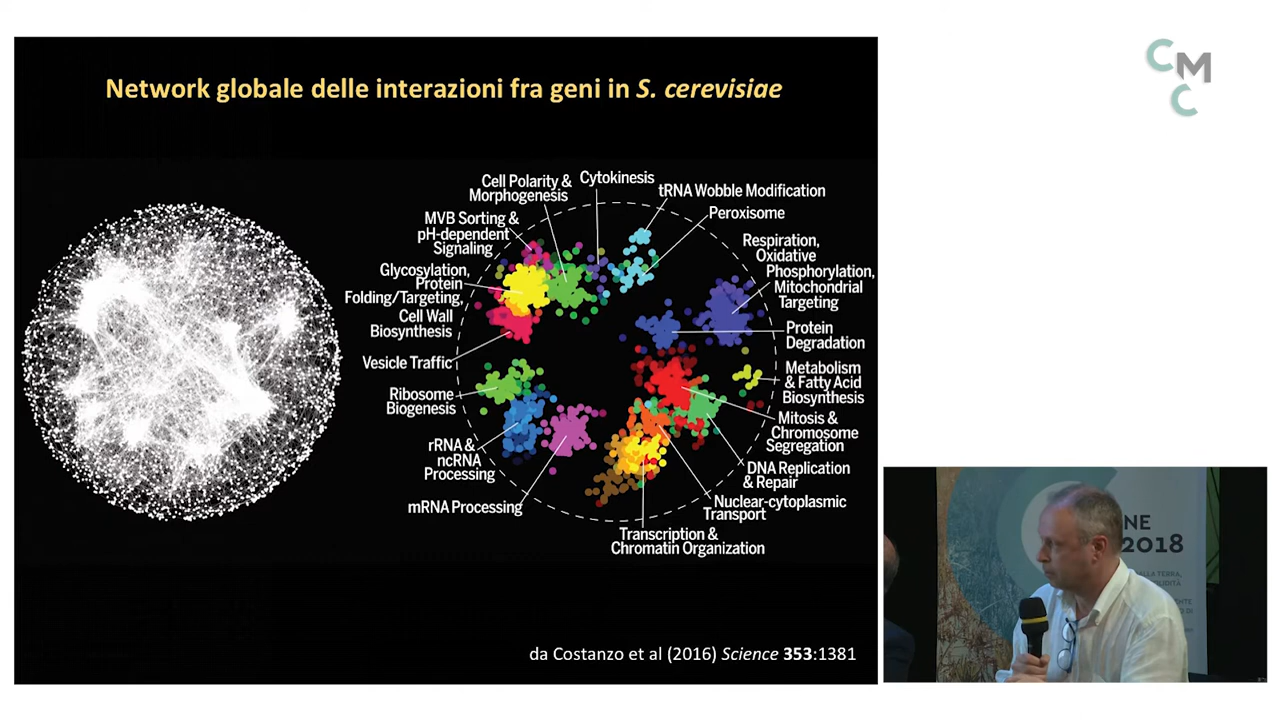 Network globale delle interazioni fra geni in S. cerevisiae
CMC
Cell Polarity &
Morphogenesis
Cytokinesis
tRNA Wobble Modification
Peroxisome
MVB Sorting &
pH-dependent
Signaling
Respiration,
Oxidative
Phosphorylation,
Mitochondrial
Targeting
Glycosylation,
Protein
Folding/Targeting,
Cell Wall
Biosynthesis
Protein
Degradation
Vesicle Traffic
Metabolism
& Fatty Acid
Biosynthesis
Ribosome
Biogenesis
Mitosis &
Chromosome
Segregation
rRNA &
ncRNA
Processing
DNA Replication
& Repair
mRNA Processing
Nuclear-cytoplasmic
Transport
Transcription &
Chromatin Organization
da Costanzo et al (2016) Science 353:1381
NE
2018